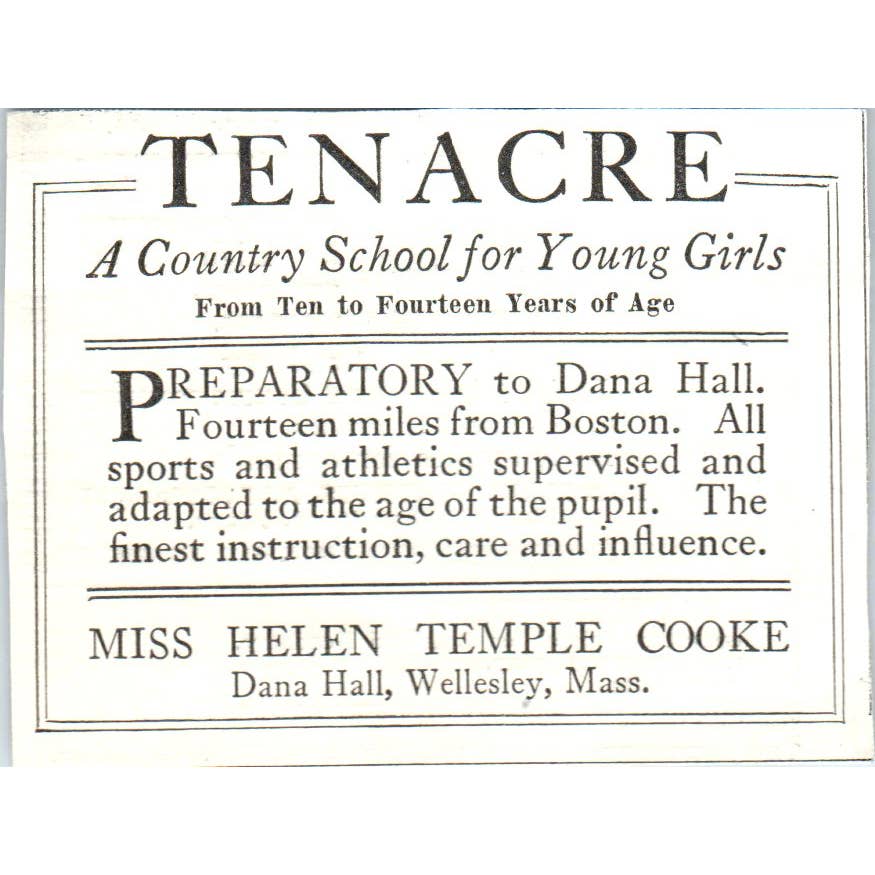 TENACRE
A Country School for Young Girls
From Ten to Fourteen Years of Age
PREPARATORY to Dana Hall.
Fourteen miles from Boston. All
sports and athletics supervised and
adapted to the age of the pupil. The
finest instruction, care and influence.
MISS HELEN TEMPLE COOKE
Dana Hall, Wellesley, Mass.